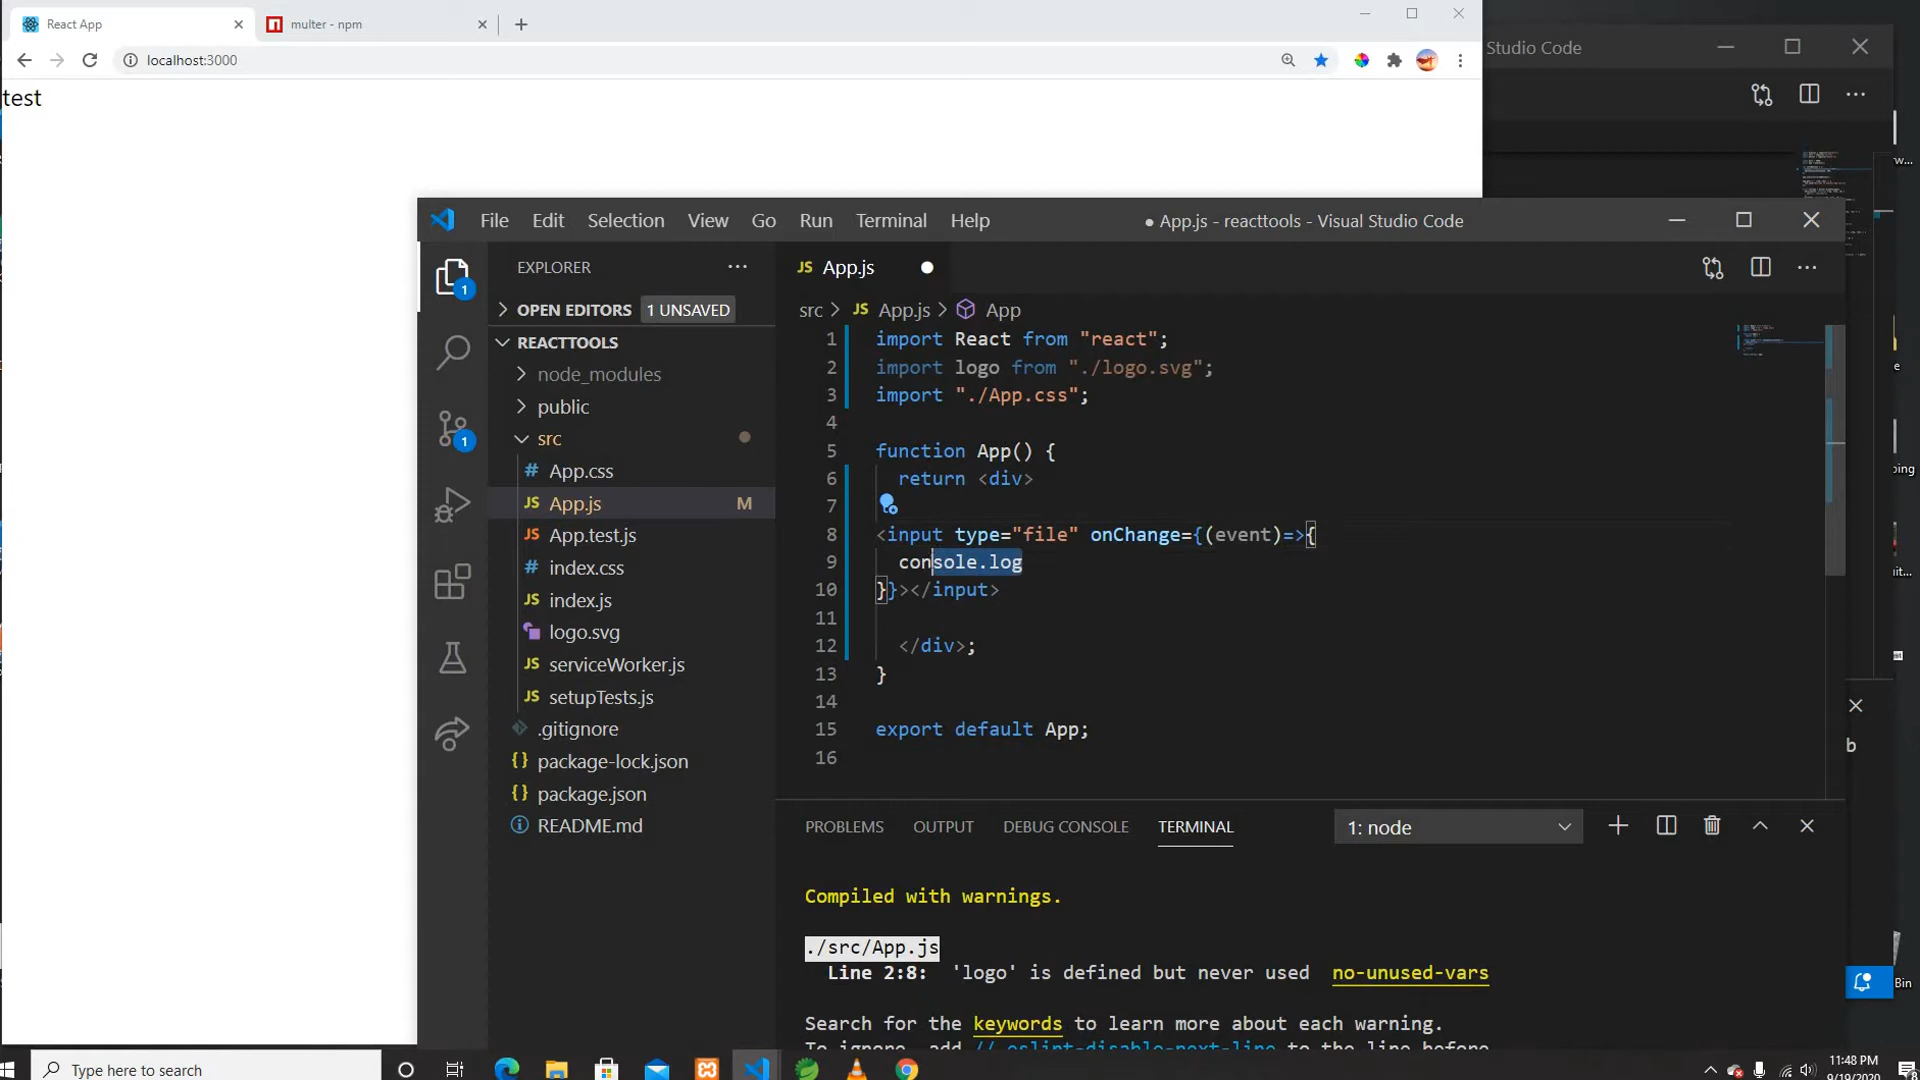 React App
multer - npm
localhost:3000
test
Studio Code
File Edit Selection View Go Run Terminal Help
● App.js - reacttools - Visual Studio Code
EXPLORER
OPEN EDITORS 1 UNSAVED
REACTTOOLS
node_modules
public
src
# App.css
JS App.js M
JS App.test.js
# index.css
JS index.js
logo.svg
JS serviceWorker.js
JS setupTests.js
.gitignore
{} package-lock.json
{} package.json
README.md
1
1
JS App.js
src > JS App.js > App
1 import React from "react";
2 import logo from "./logo.svg";
3 import "./App.css";
4
5 function App() {
6 return <div>
7
8 <input type="file" onChange={(event)=>{
9 console.log
10 }}></input>
11
12 </div>;
13 }
14
15 export default App;
16
PROBLEMS OUTPUT DEBUG CONSOLE TERMINAL 1: node
Compiled with warnings.
./src/App.js
Line 2:8: 'logo' is defined but never used no-unused-vars
Search for the keywords to learn more about each warning.
To ignore, add // eslint-disable-next-line to the line before
w...
e
ping
uit...
b
Bin
Type here to search
11:48 PM
9/19/2020